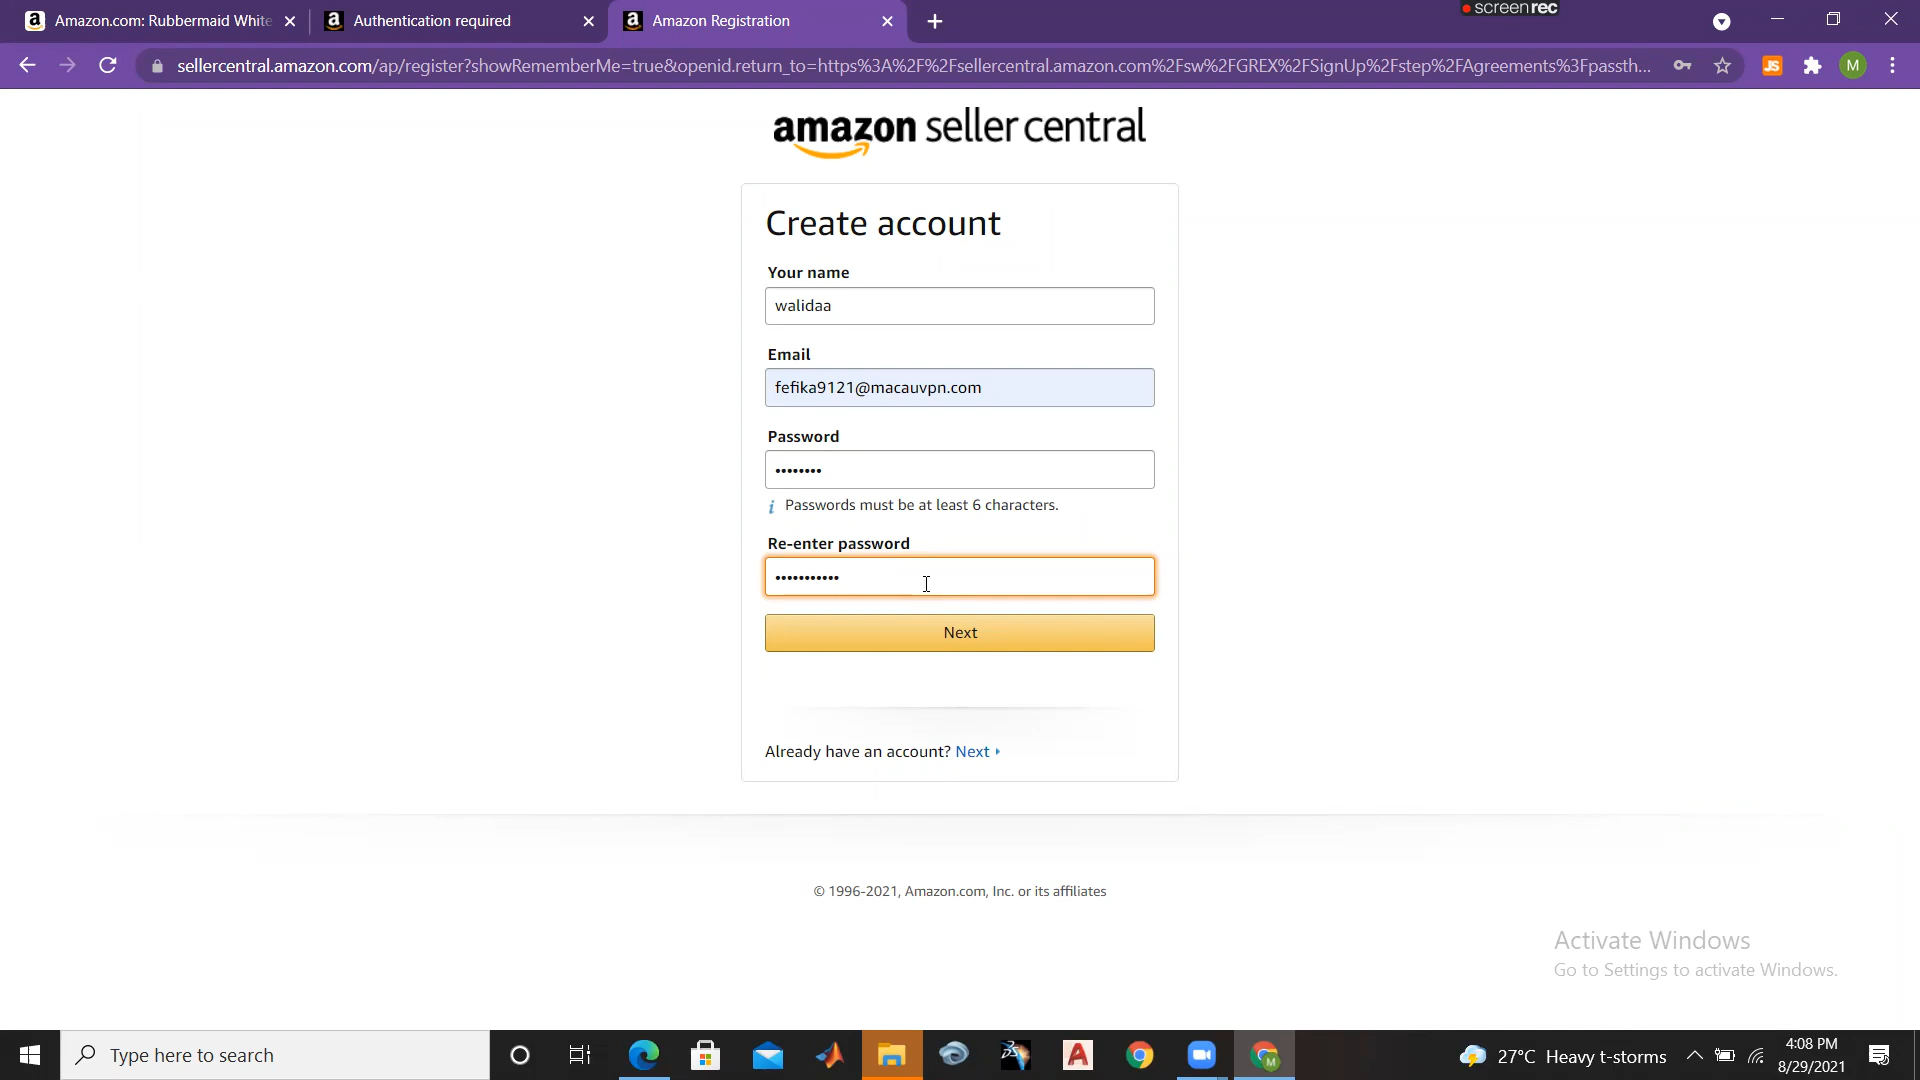 screenrec
Amazon.com: Rubbermaid White
Authentication required
Amazon Registration
sellercentral.amazon.com/ap/register?showRememberMe=true&openid.return_to=https%3A%2F%2Fsellercentral.amazon.com%2Fsw%2FGREX%2FSignUp%2Fstep%2FAgreements%3Fpassth...
JS
M
amazon seller central
Create account
Your name
walidaa
Email
fefika9121@macauvpn.com
Password
••••••••
i Passwords must be at least 6 characters.
Re-enter password
•••••••••••
Next
Already have an account? Next
© 1996-2021, Amazon.com, Inc. or its affiliates
Activate Windows
Go to Settings to activate Windows.
Type here to search
27°C Heavy t-storms
4:08 PM
8/29/2021